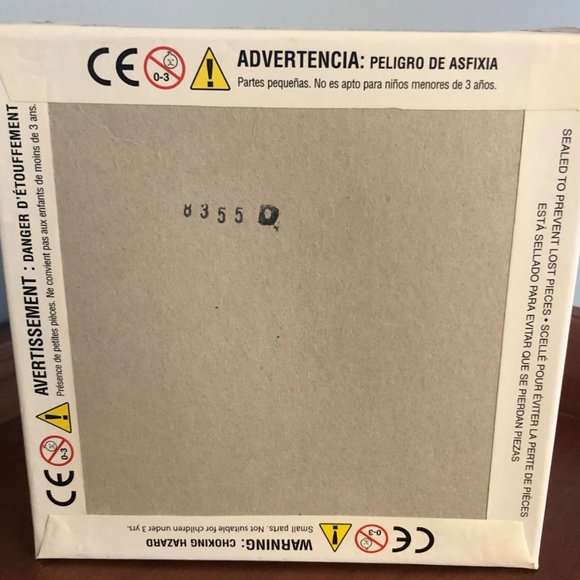 CE 0-3 ADVERTENCIA: PELIGRO DE ASFIXIA
Partes pequeñas. No es apto para niños menores de 3 años.
AVERTISSEMENT : DANGER D'ÉTOUFFEMENT
Présence de petites pièces. Ne convient pas aux enfants de moins de 3 ans.
CE 0-3
8355
SEALED TO PREVENT LOST PIECES • SCELLÉ POUR ÉVITER LA PERTE DE PIÈCES
ESTÁ SELLADO PARA EVITAR QUE SE PIERDAN PIEZAS
CE 0-3 WARNING: CHOKING HAZARD
Small parts. Not suitable for children under 3 yrs.